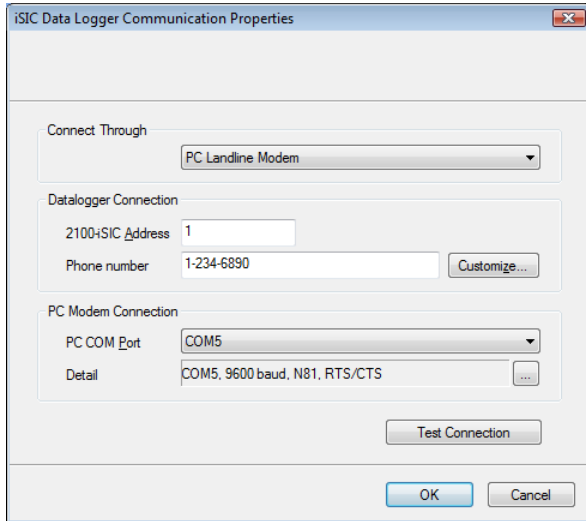 iSIC Data Logger Communication Properties
Connect Through
PC Landline Modem
Datalogger Connection
2100-iSIC Address 1
Phone number 1-234-6890 Customize...
PC Modem Connection
PC COM Port COM5
Detail COM5, 9600 baud, N81, RTS/CTS ...
Test Connection
OK Cancel